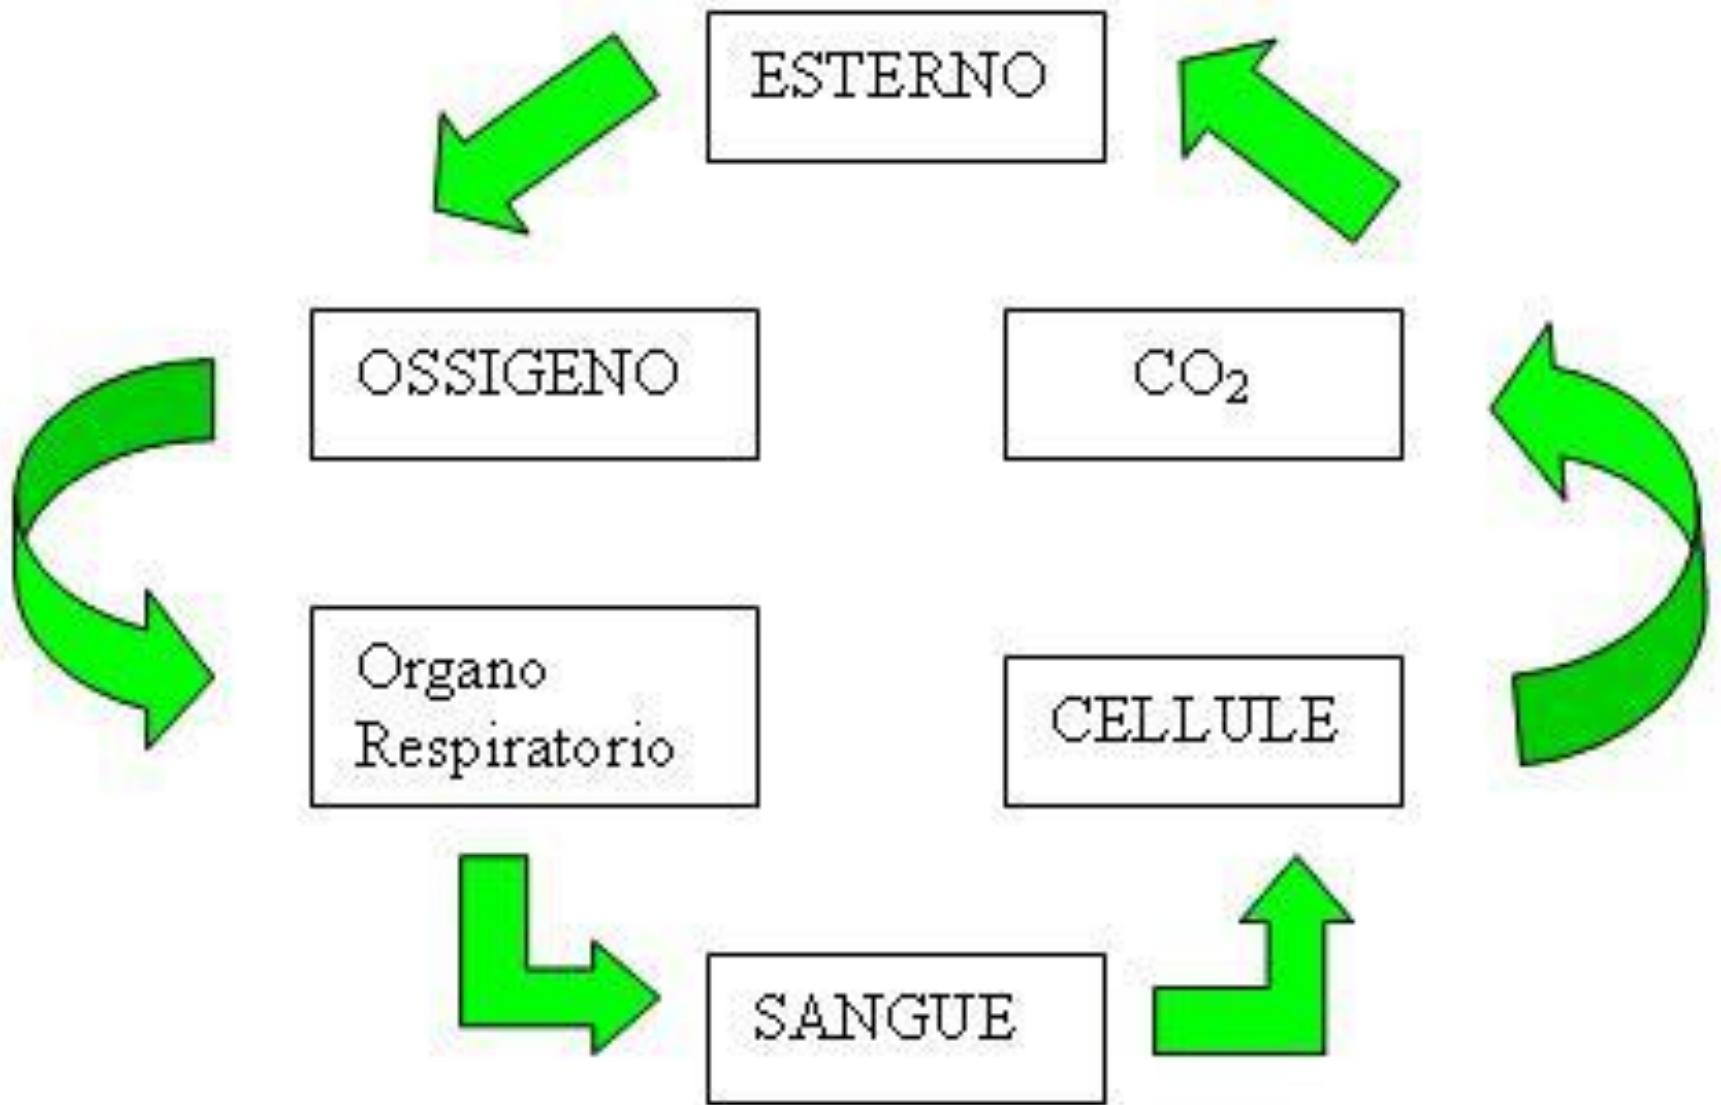 ESTERNO
OSSIGENO
CO₂
Organo
Respiratorio
CELLULE
SANGUE